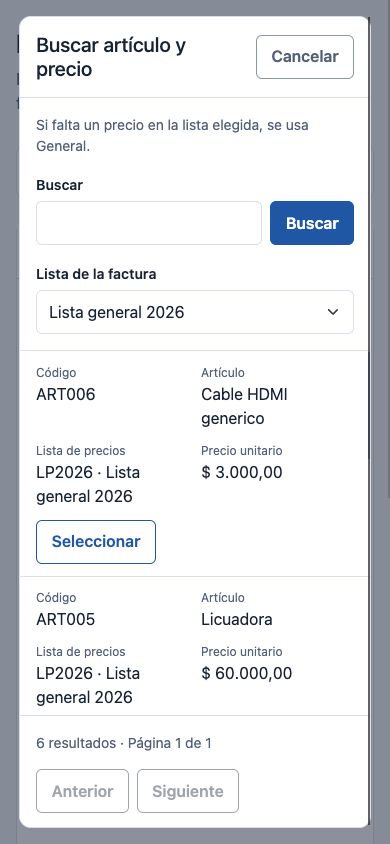 Buscar artículo y
precio
Cancelar
Si falta un precio en la lista elegida, se usa
General.
Buscar
Buscar
Lista de la factura
Lista general 2026
Código
Artículo
ART006
Cable HDMI
generico
Lista de precios
Precio unitario
LP2026 · Lista
general 2026
$ 3.000,00
Seleccionar
Código
Artículo
ART005
Licuadora
Lista de precios
Precio unitario
LP2026 · Lista
general 2026
$ 60.000,00
6 resultados · Página 1 de 1
Anterior
Siguiente